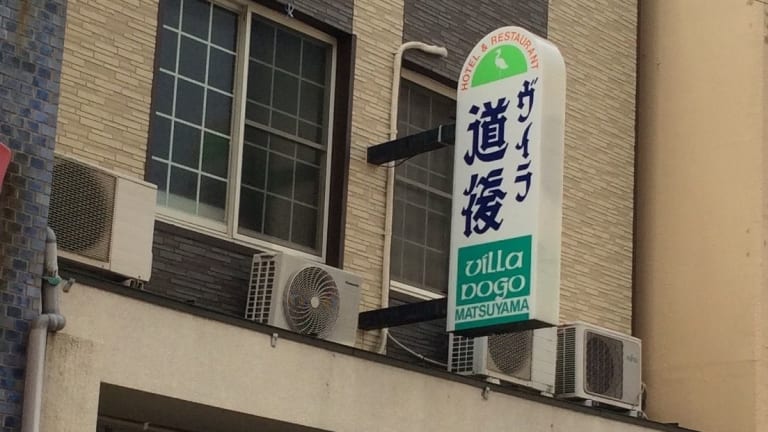 HOTEL & RESTAURANT
ヴィラ
道後
villa
DOGO
MATSUYAMA